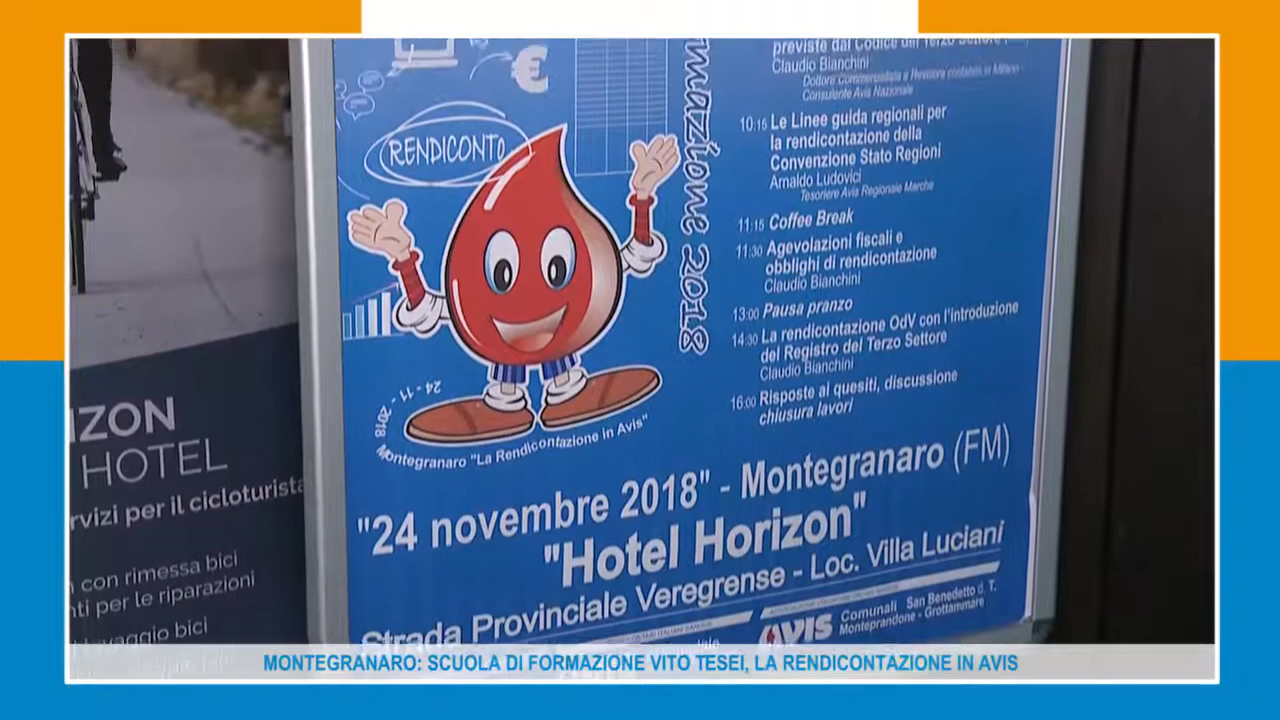 previste dal Codice del Terzo Settore
Claudio Bianchini
Dottore Commercialista e Revisore contabile in Milano
Consulente Avis Nazionale
10:15 Le Linee guida regionali per
la rendicontazione della
Convenzione Stato Regioni
Arnaldo Ludovici
Tesoriere Avis Regionale Marche
11:15 Coffee Break
11:30 Agevolazioni fiscali e
obblighi di rendicontazione
Claudio Bianchini
13:00 Pausa pranzo
14:30 La rendicontazione OdV con l'introduzione
del Registro del Terzo Settore
Claudio Bianchini
16:00 Risposte ai quesiti, discussione
chiusura lavori
€
RENDICONTO
mazione 2018
24 - 11 - 2018 Montegranaro "La Rendicontazione in Avis"
"24 novembre 2018" - Montegranaro (FM)
"Hotel Horizon"
Strada Provinciale Veregrense - Loc. Villa Luciani
AVIS Comunali San Benedetto d. T.
Monteprandone - Grottammare
IZON
HOTEL
rvizi per il cicloturista
con rimessa bici
nti per le riparazioni
lavaggio bici
MONTEGRANARO: SCUOLA DI FORMAZIONE VITO TESEI, LA RENDICONTAZIONE IN AVIS